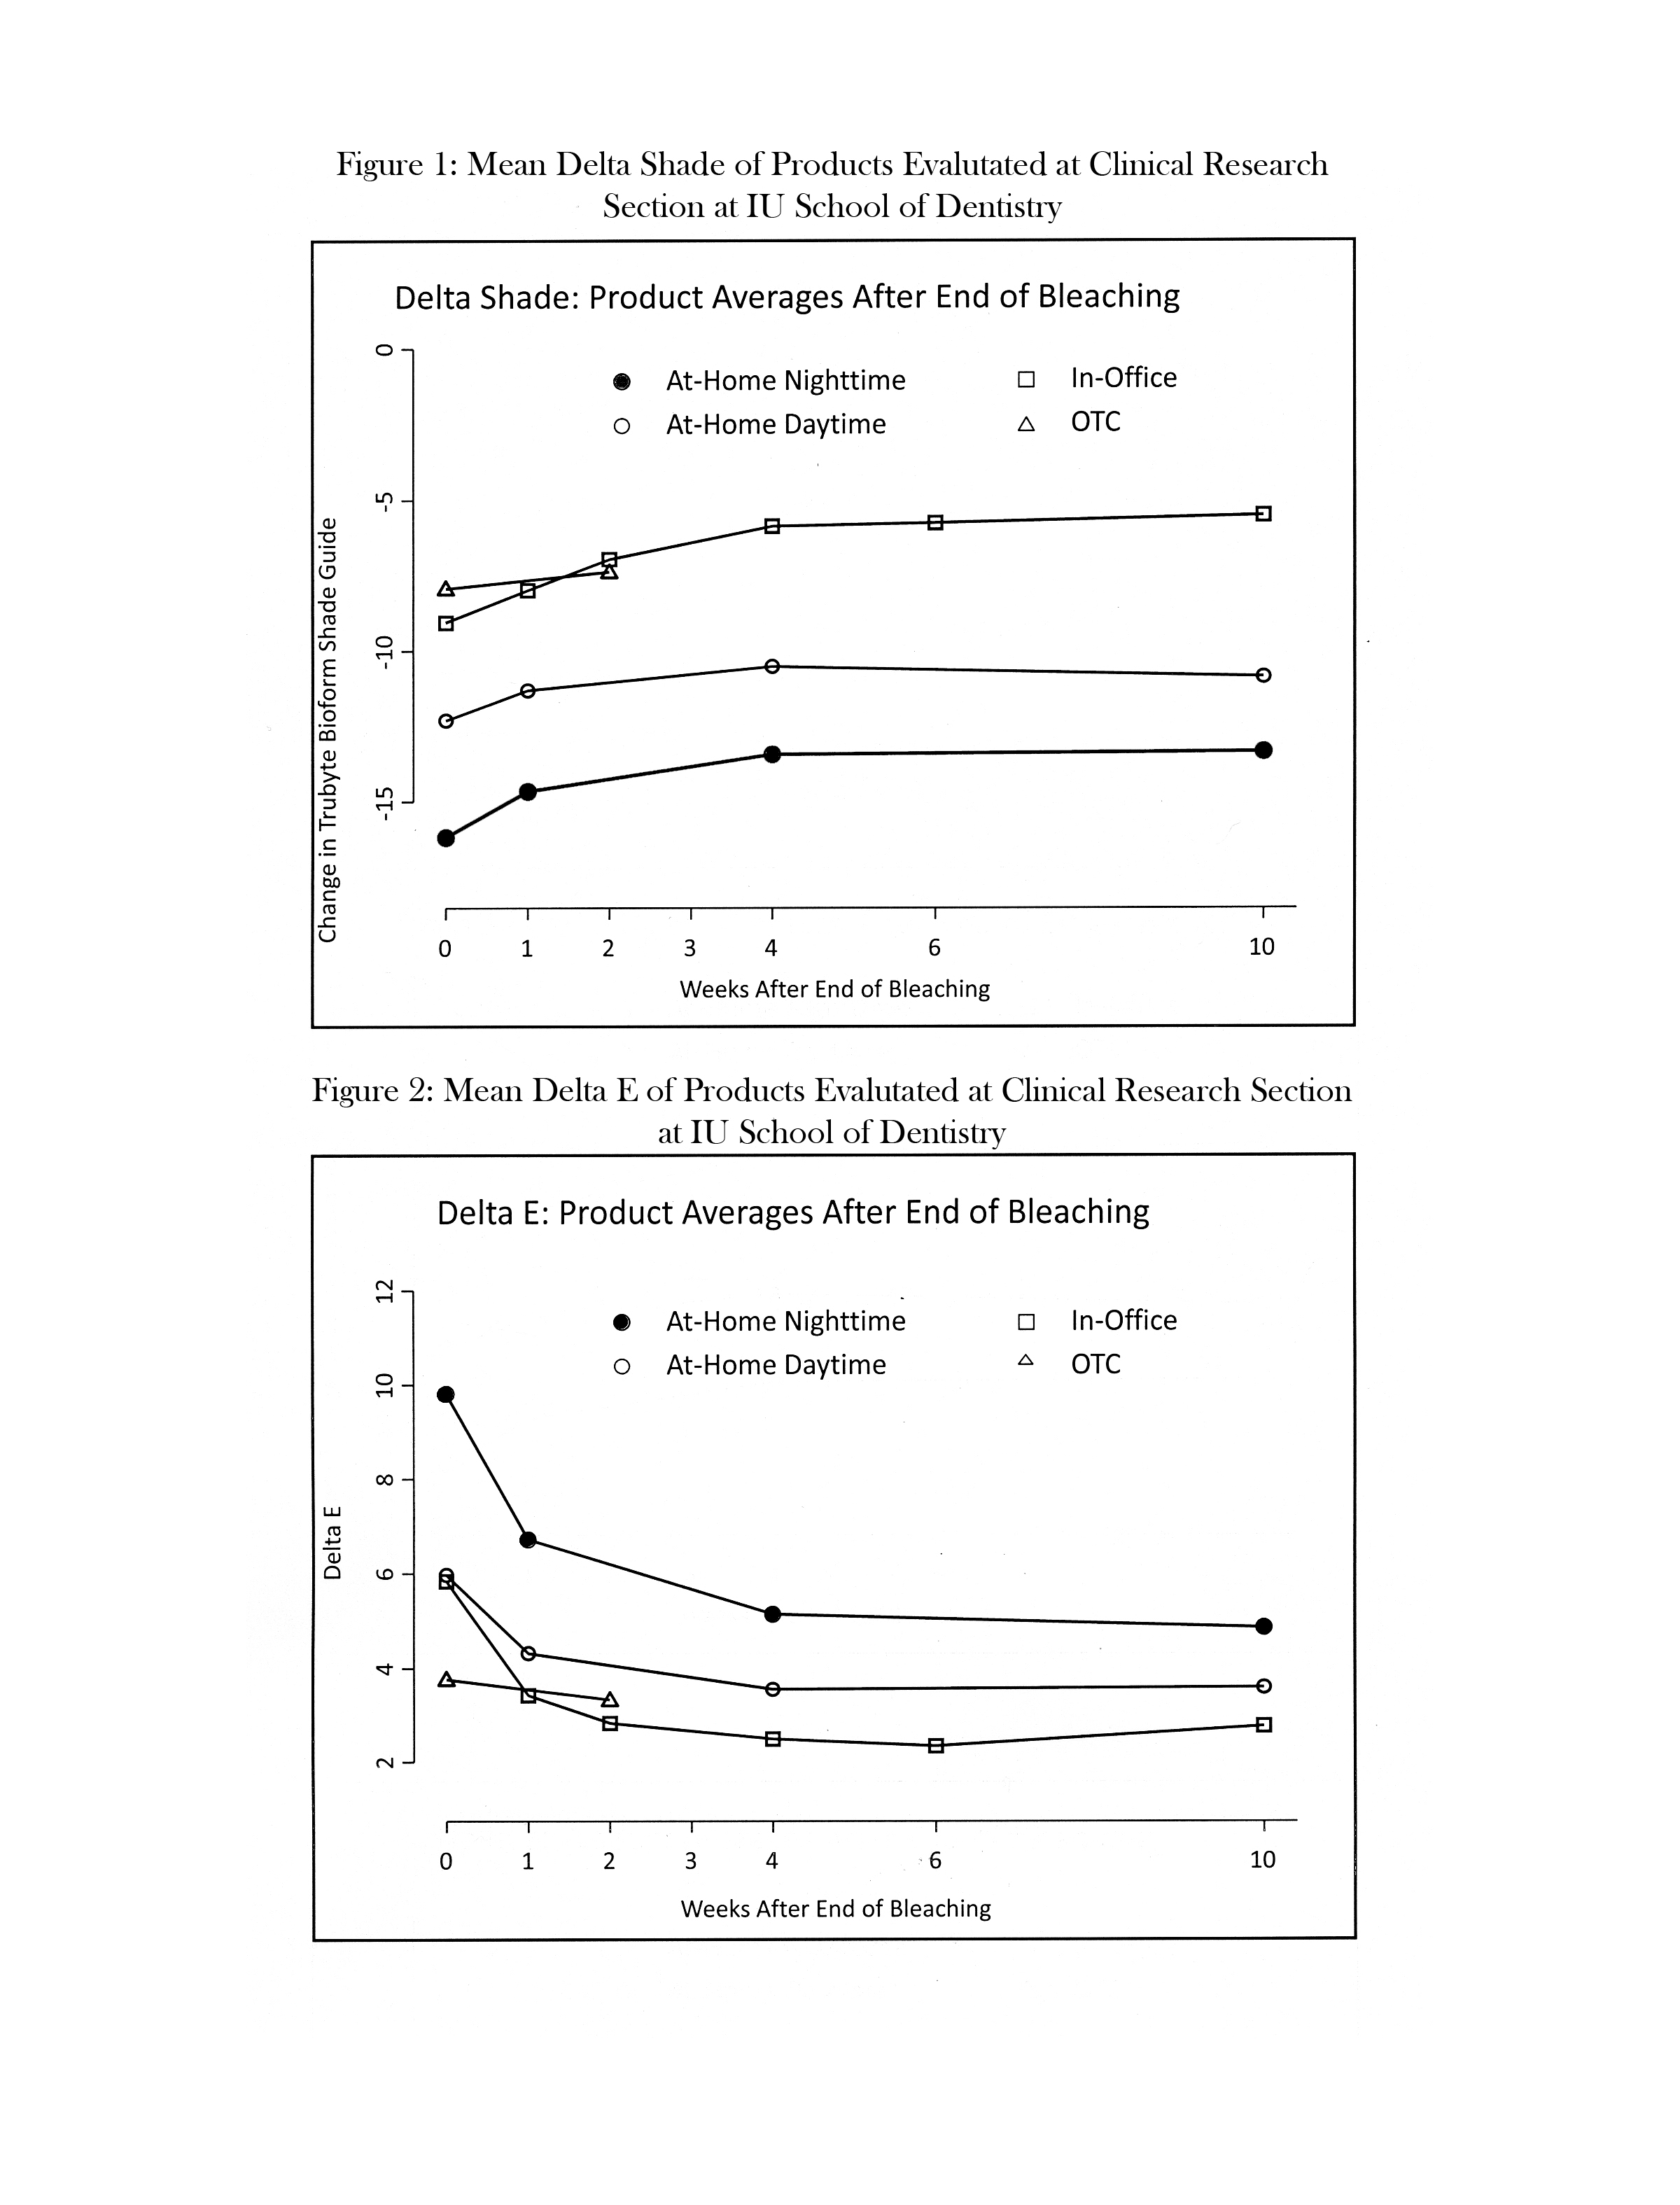 Figure 1: Mean Delta Shade of Products Evalutated at Clinical Research
Section at IU School of Dentistry
Delta Shade: Product Averages After End of Bleaching
At-Home Nighttime
In-Office
At-Home Daytime
OTC
Change in Trubyte Bioform Shade Guide
0
-5
-10
-15
0 1 2 3 4 6 10
Weeks After End of Bleaching
Figure 2: Mean Delta E of Products Evalutated at Clinical Research Section
at IU School of Dentistry
Delta E: Product Averages After End of Bleaching
At-Home Nighttime
In-Office
At-Home Daytime
OTC
Delta E
12
10
8
6
4
2
0 1 2 3 4 6 10
Weeks After End of Bleaching